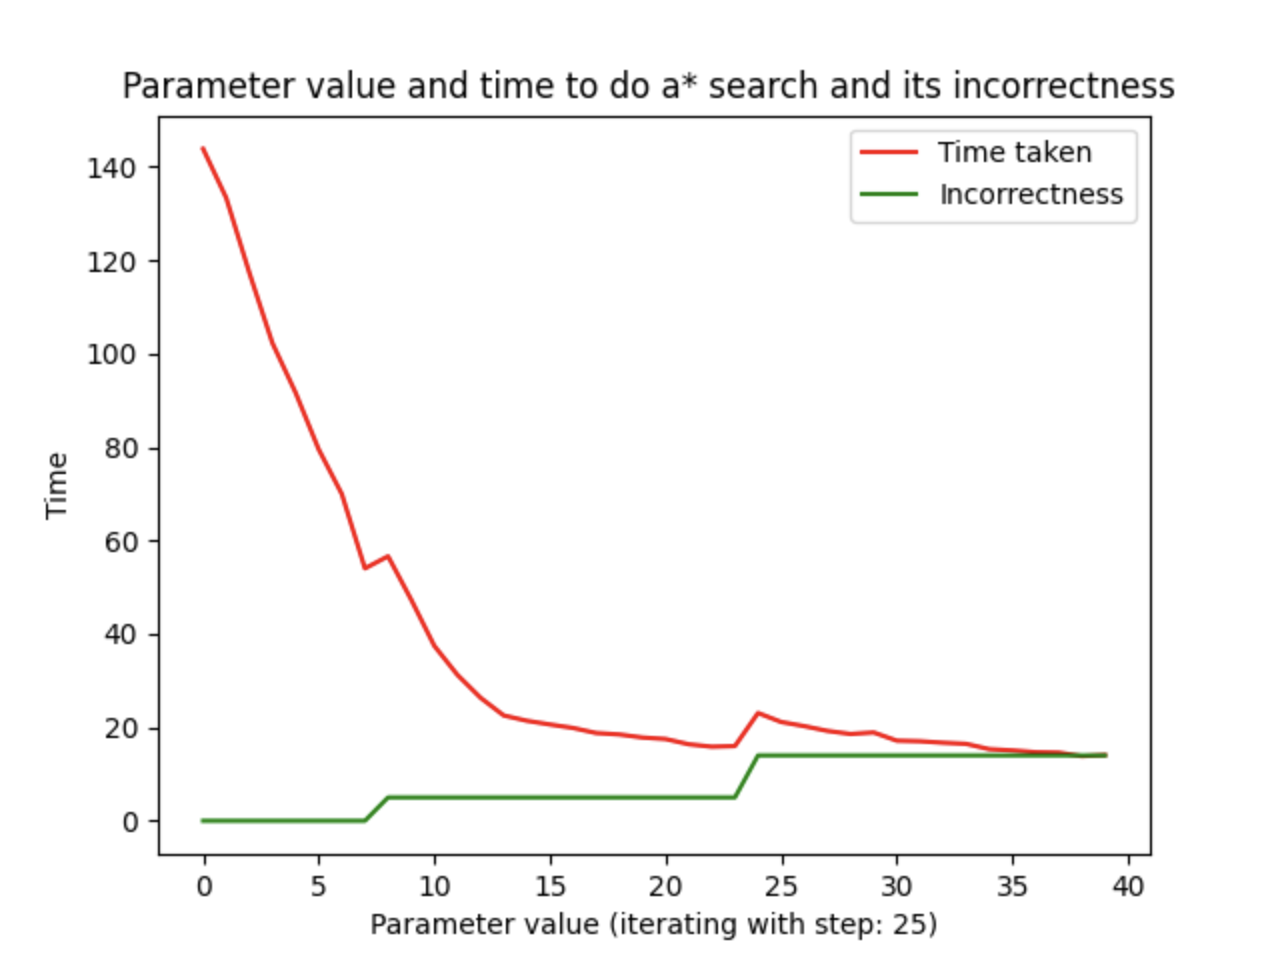 Parameter value and time to do a* search and its incorrectness
Time taken
Incorrectness
140
120
100
80
60
40
20
0
Time
0 5 10 15 20 25 30 35 40
Parameter value (iterating with step: 25)